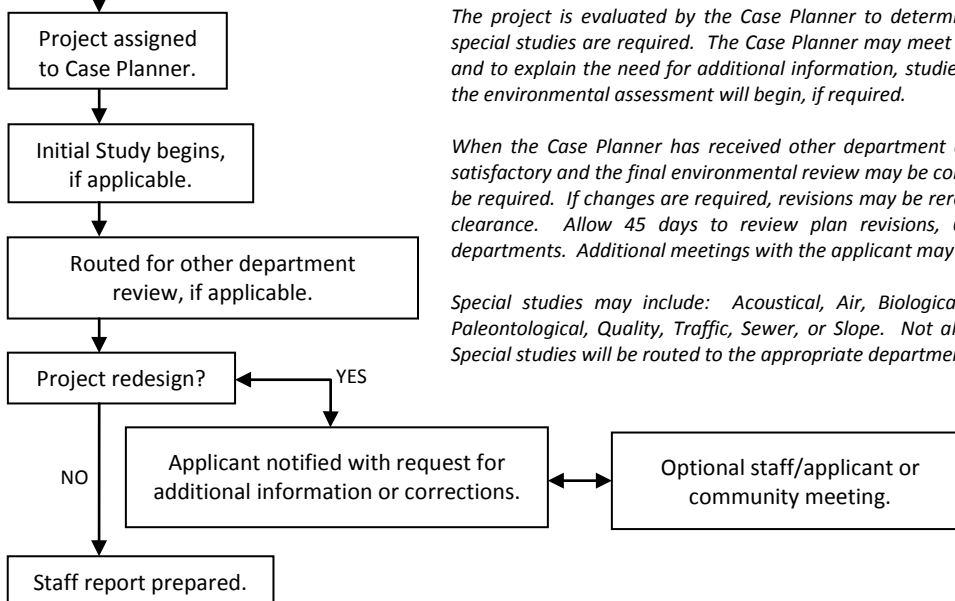 Project assigned
to Case Planner.
Initial Study begins,
if applicable.
Routed for other department
review, if applicable.
Project redesign?
YES
NO
Applicant notified with request for
additional information or corrections.
Optional staff/applicant or
community meeting.
Staff report prepared.
The project is evaluated by the Case Planner to determin
special studies are required. The Case Planner may meet
and to explain the need for additional information, studie
the environmental assessment will begin, if required.
When the Case Planner has received other department
satisfactory and the final environmental review may be
be required. If changes are required, revisions may be
clearance. Allow 45 days to review plan revisions,
departments. Additional meetings with the applicant may
Special studies may include: Acoustical, Air, Biologica
Paleontological, Quality, Traffic, Sewer, or Slope. Not al
Special studies will be routed to the appropriate departmen